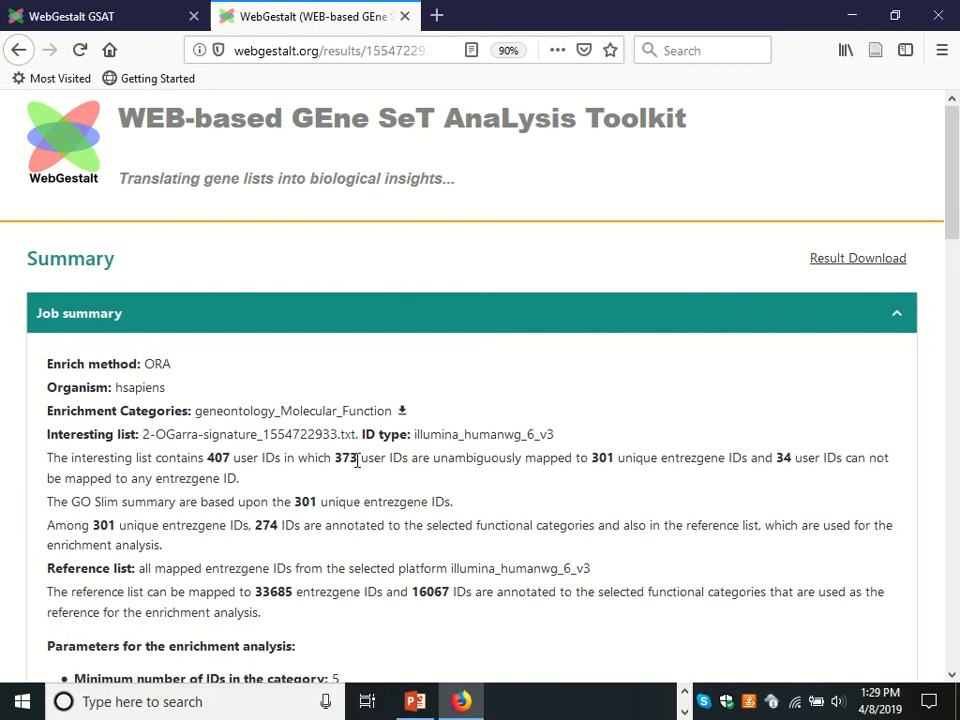 WebGestalt GSAT
WebGestalt (WEB-based GEne S
webgestalt.org/results/155472293
90%
Search
Most Visited
Getting Started
WebGestalt
WEB-based GEne SeT AnaLysis Toolkit
Translating gene lists into biological insights...
Summary
Result Download
Job summary
Enrich method: ORA
Organism: hsapiens
Enrichment Categories: geneontology_Molecular_Function
Interesting list: 2-OGarra-signature_1554722933.txt. ID type: illumina_humanwg_6_v3
The interesting list contains 407 user IDs in which 373 user IDs are unambiguously mapped to 301 unique entrezgene IDs and 34 user IDs can not
be mapped to any entrezgene ID.
The GO Slim summary are based upon the 301 unique entrezgene IDs.
Among 301 unique entrezgene IDs, 274 IDs are annotated to the selected functional categories and also in the reference list, which are used for the
enrichment analysis.
Reference list: all mapped entrezgene IDs from the selected platform illumina_humanwg_6_v3
The reference list can be mapped to 33685 entrezgene IDs and 16067 IDs are annotated to the selected functional categories that are used as the
reference for the enrichment analysis.
Parameters for the enrichment analysis:
• Minimum number of IDs in the category: 5
Type here to search
1:29 PM
4/8/2019